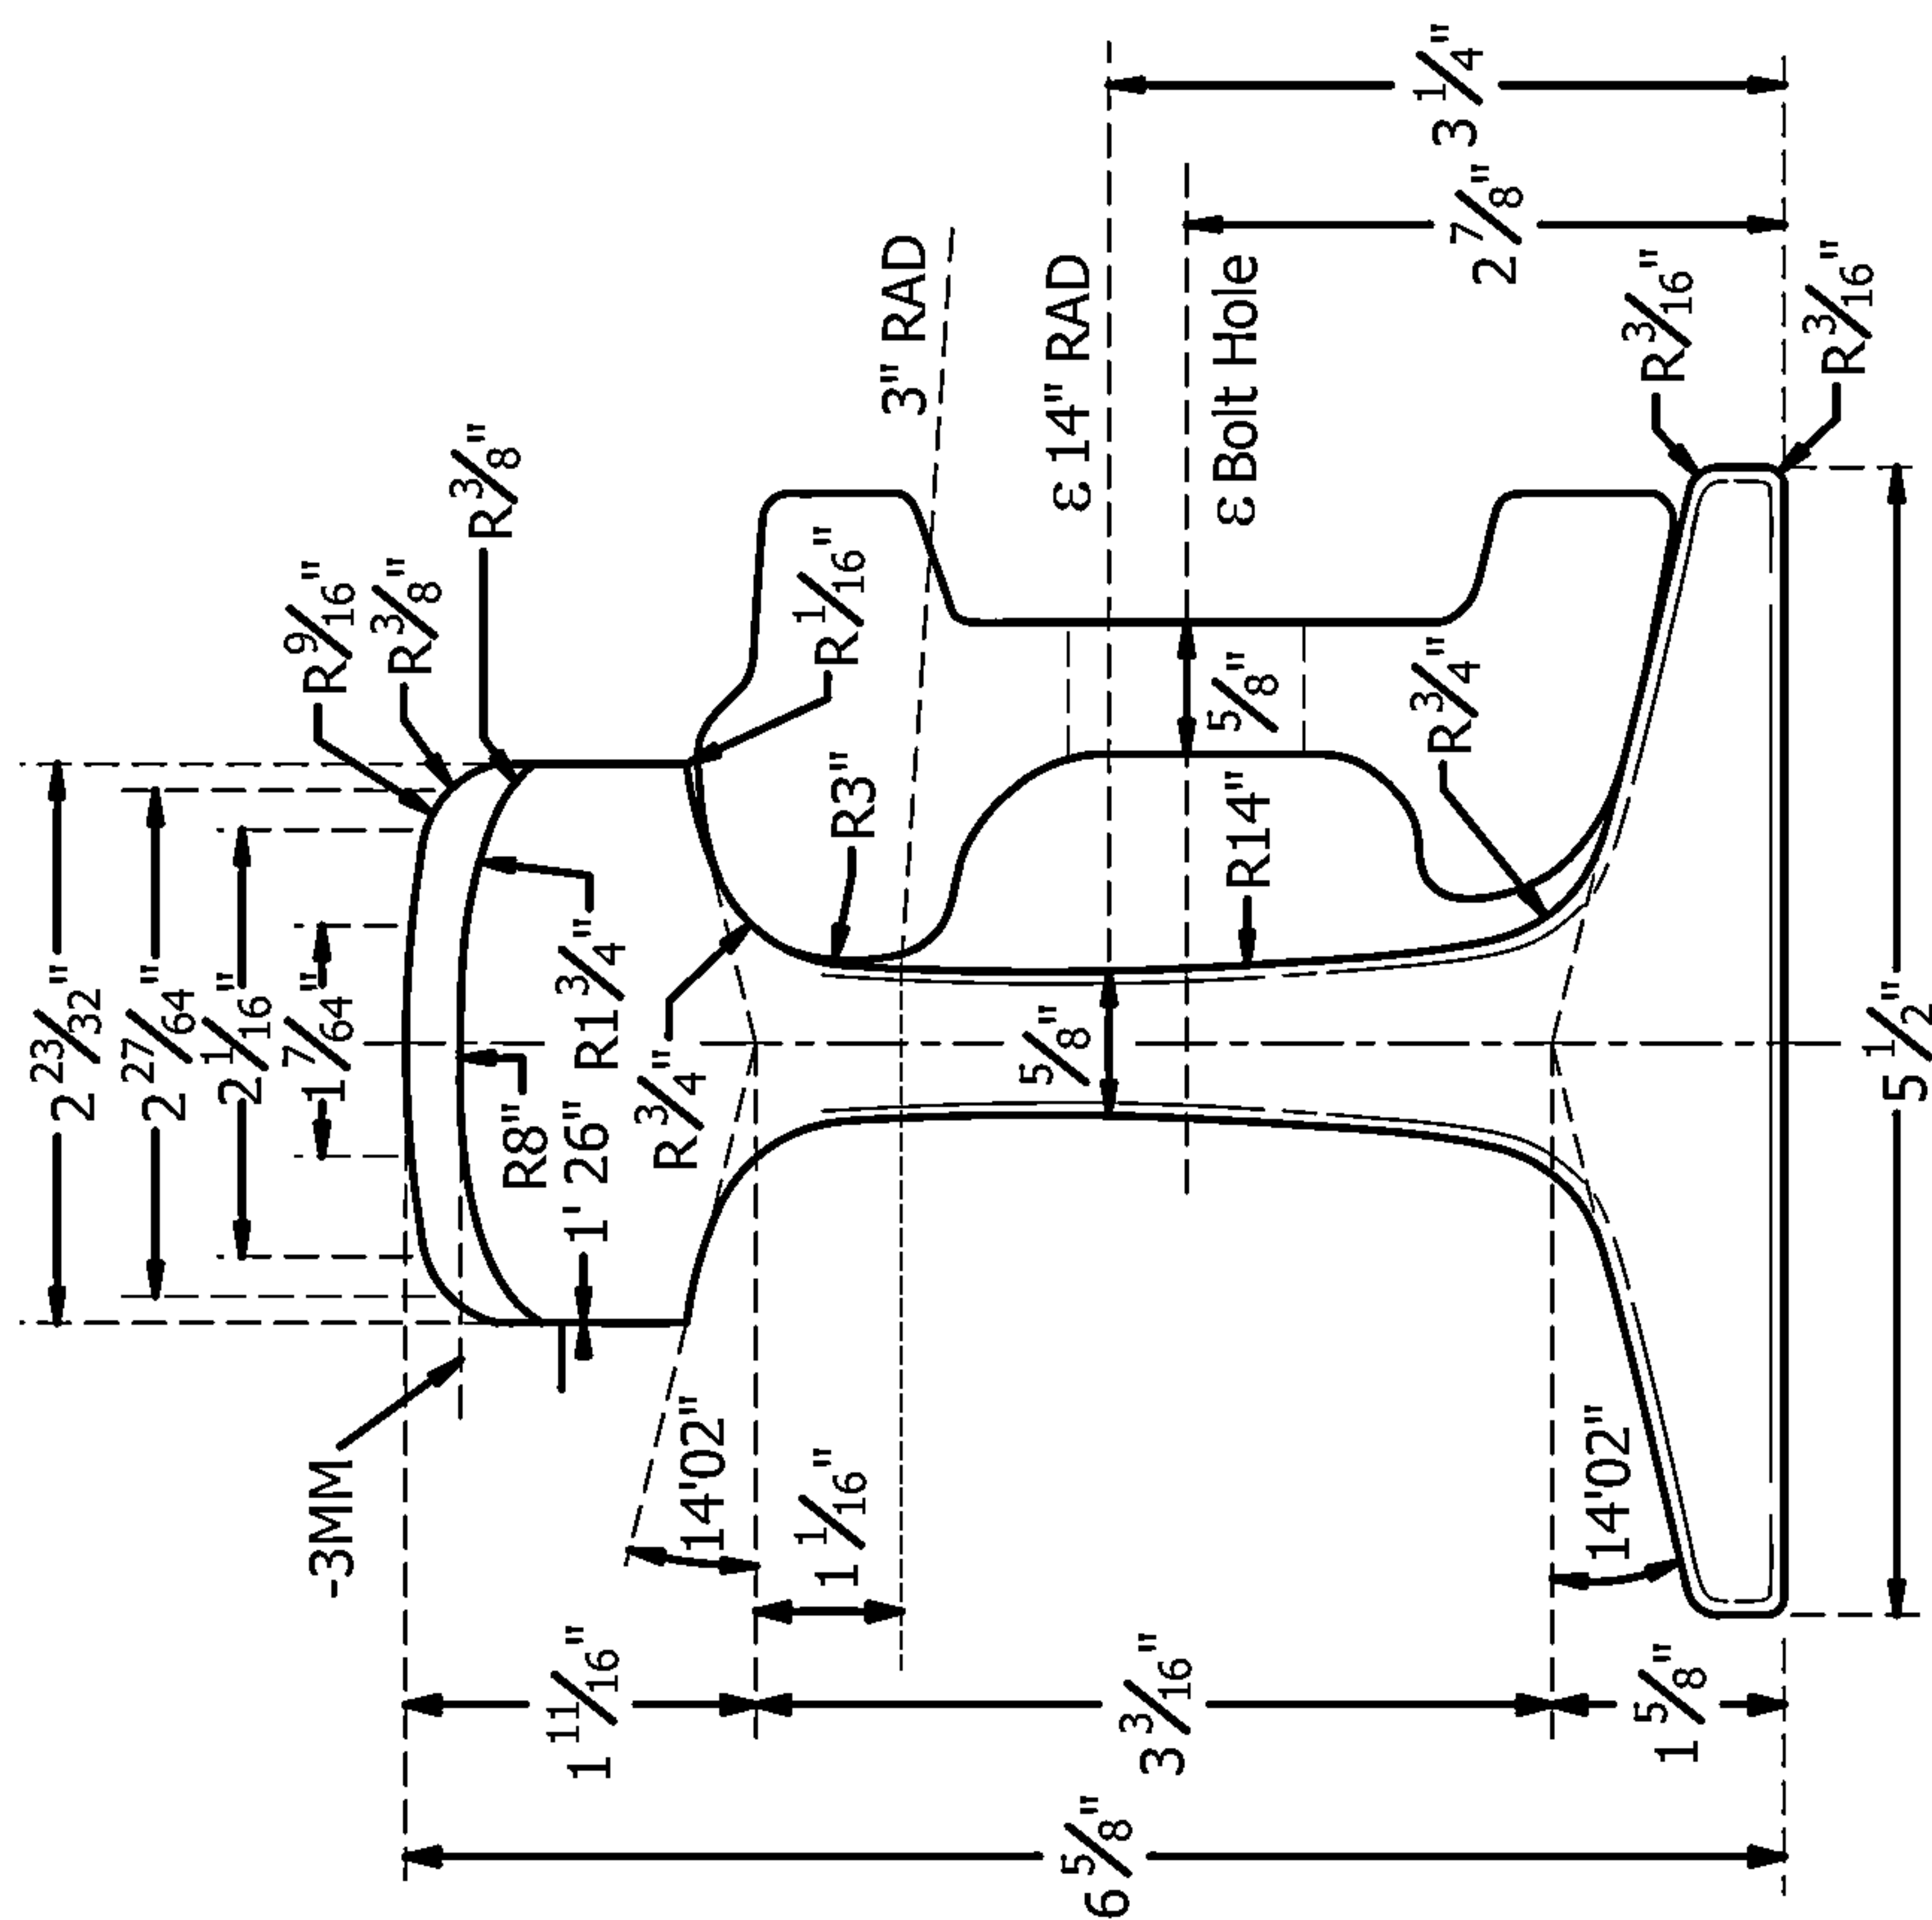 2 23/32"
2 27/64"
2 1/16"
1 7/64"
R 9/16"
R 3/8"
R 3/8"
-3MM
R8"
R1 3/4"
1' 26"
R 3/4"
R 1/16"
R3"
3" RAD
ε 14" RAD
ε Bolt Hole
3 1/4"
2 7/8"
5/8"
5/8"
R14"
R 3/4"
R 3/16"
R 3/16"
14'02"
1 1/16"
14'02"
1 11/16"
3 3/16"
1 5/8"
6 5/8"
5 1/2"